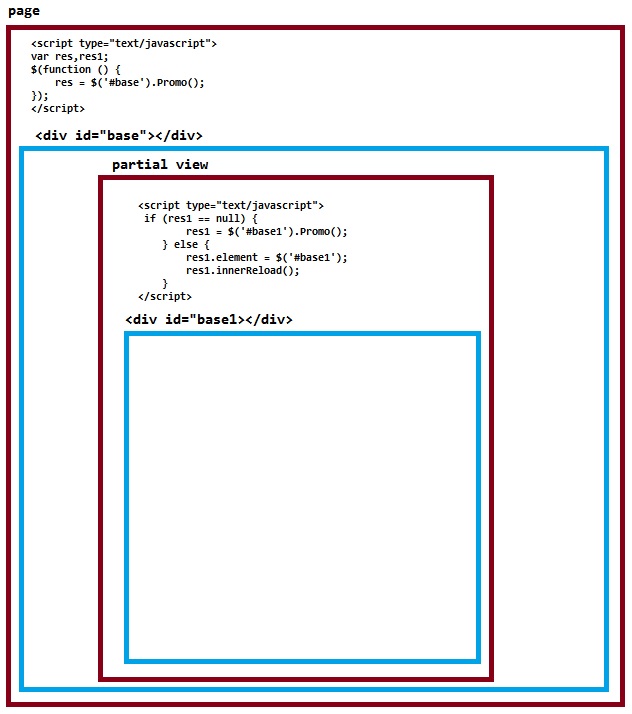 page
<script type="text/javascript">
var res,res1;
$(function () {
    res = $('#base').Promo();
});
</script>
<div id="base"></div>
partial view
<script type="text/javascript">
 if (res1 == null) {
        res1 = $('#base1').Promo();
    } else {
        res1.element = $('#base1');
        res1.innerReload();
    }
</script>
<div id="base1></div>